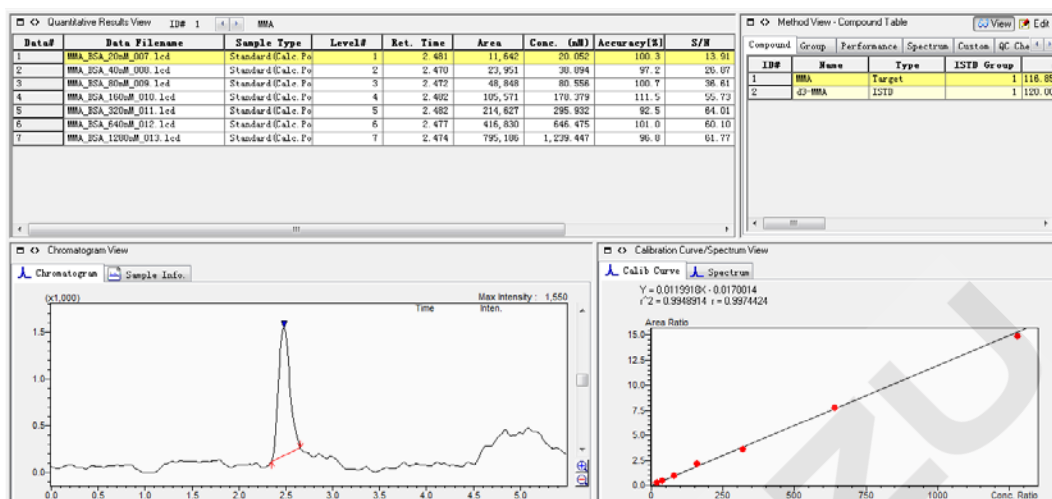 Quantitative Results View ID# 1 MMA
Data# Data Filename Sample Type Level# Ret. Time Area Conc. (nM) Accuracy[%] S/N
1 MMA_BSA_20nM_007.lcd Standard(Calc.Po 1 2.481 11,642 20.052 100.3 13.91
2 MMA_BSA_40nM_008.lcd Standard(Calc.Po 2 2.470 23,951 38.894 97.2 26.87
3 MMA_BSA_80nM_009.lcd Standard(Calc.Po 3 2.472 48,848 80.556 100.7 36.61
4 MMA_BSA_160nM_010.lcd Standard(Calc.Po 4 2.482 105,571 178.379 111.5 55.73
5 MMA_BSA_320nM_011.lcd Standard(Calc.Po 5 2.482 214,627 295.932 92.5 64.01
6 MMA_BSA_640nM_012.lcd Standard(Calc.Po 6 2.477 416,830 646.475 101.0 60.10
7 MMA_BSA_1280nM_013.lcd Standard(Calc.Po 7 2.474 795,186 1,239.447 96.8 61.77
Method View - Compound Table View Edit
Compound Group Performance Spectrum Custom QC Che
ID# Name Type ISTD Group
1 MMA Target 1 116.85
2 d3-MMA ISTD 1 120.00
Chromatogram View
Chromatogram Sample Info.
(x1,000) Max Intensity : 1,550
Time Inten.
1.5
1.0
0.5
0.0
0.0 0.5 1.0 1.5 2.0 2.5 3.0 3.5 4.0 4.5 5.0
Calibration Curve/Spectrum View
Calib Curve Spectrum
Y = 0.0119918X - 0.0170014
r^2 = 0.9948914 r = 0.9974424
Area Ratio
15.0
12.5
10.0
7.5
5.0
2.5
0.0
0 250 500 750 1000 Conc. Ratio